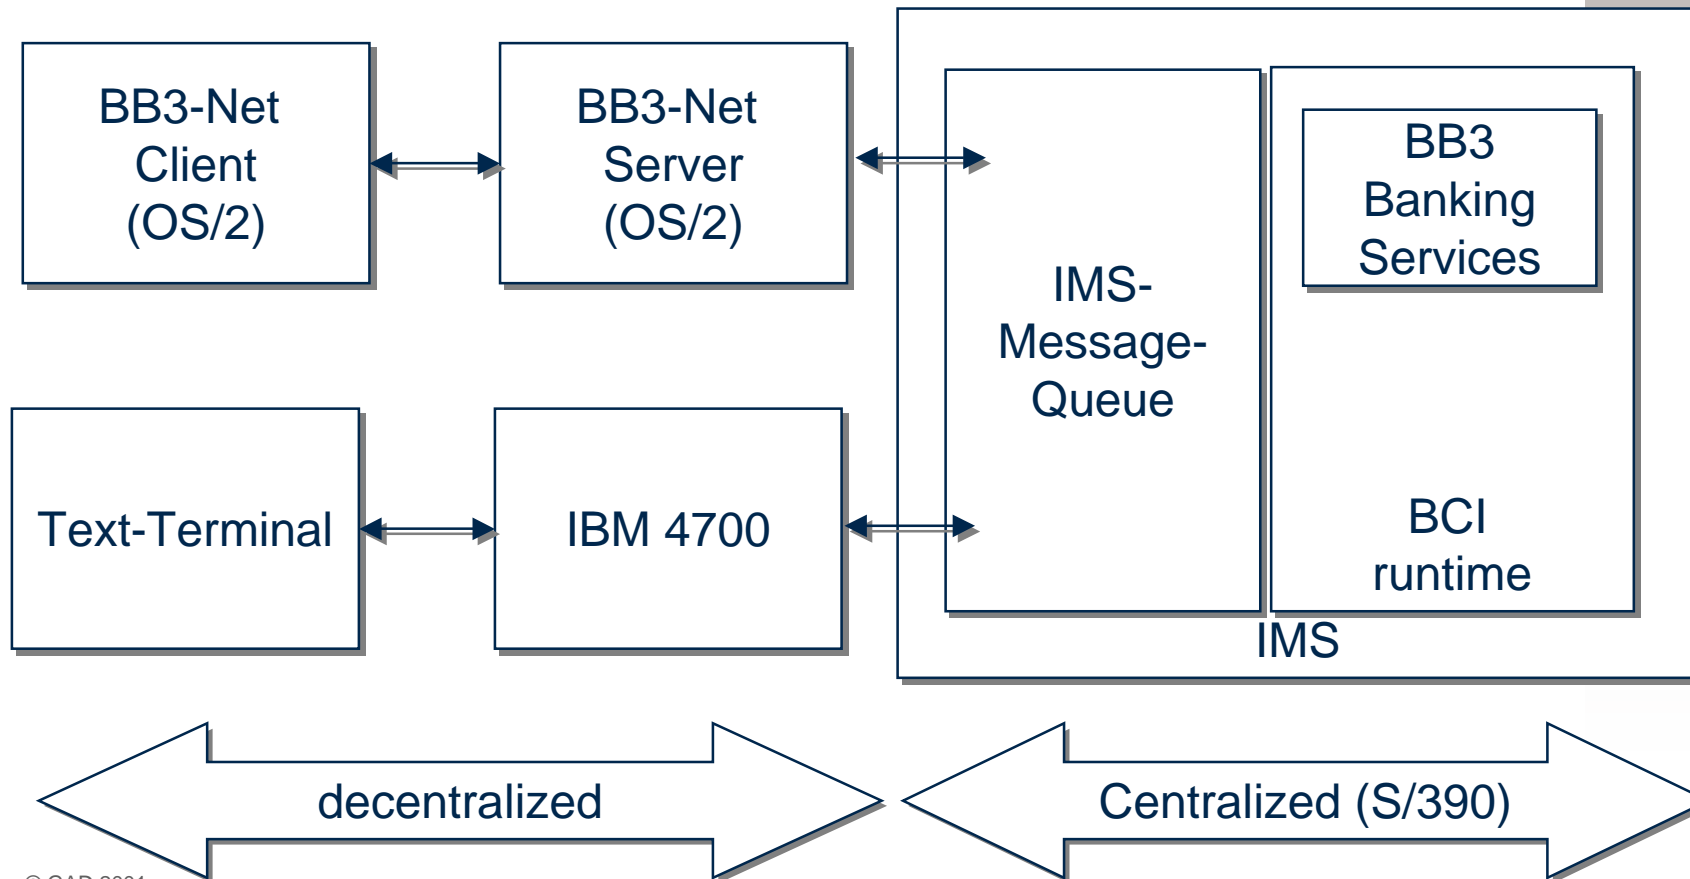 BB3-Net
Client
(OS/2)
BB3-Net
Server
(OS/2)
IMS-
Message-
Queue
BB3
Banking
Services
BCI
runtime
IMS
Text-Terminal
IBM 4700
decentralized
Centralized (S/390)